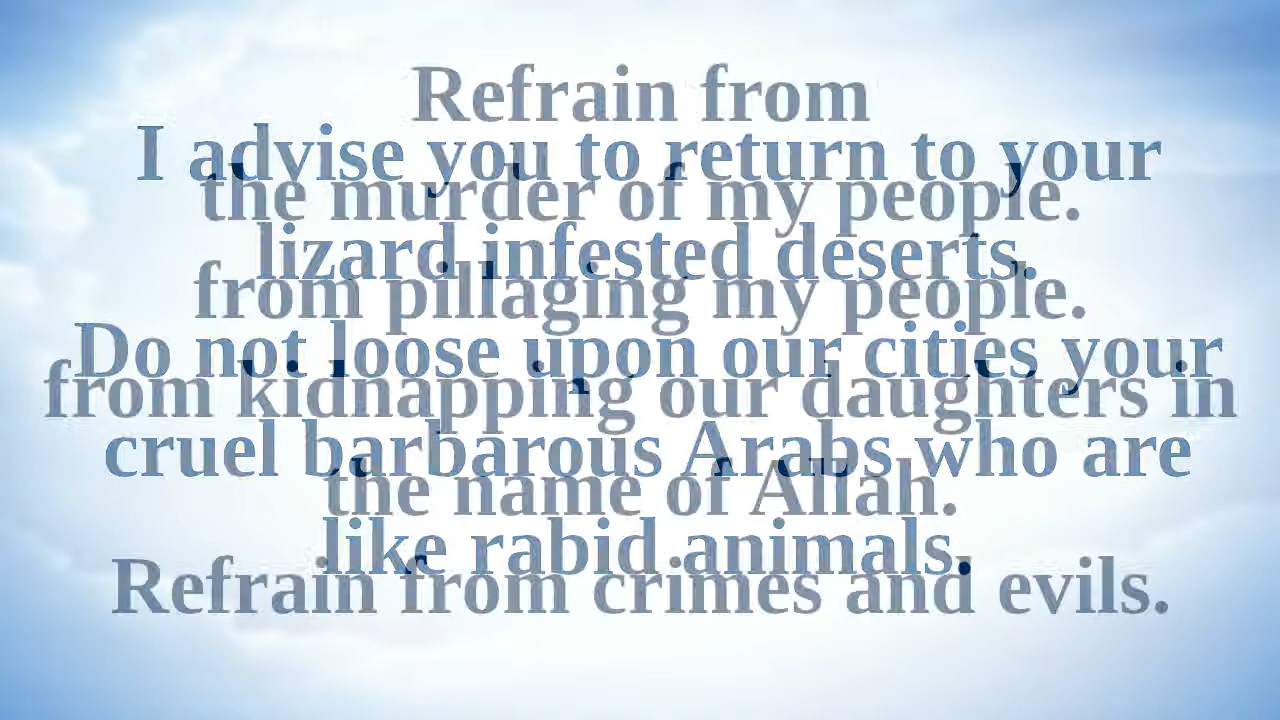 Refrain from
the murder of my people.
from pillaging my people.
from kidnapping our daughters in
the name of Allah.
Refrain from crimes and evils.
I advise you to return to your
lizard infested deserts.
Do not loose upon our cities your
cruel barbarous Arabs who are
like rabid animals.